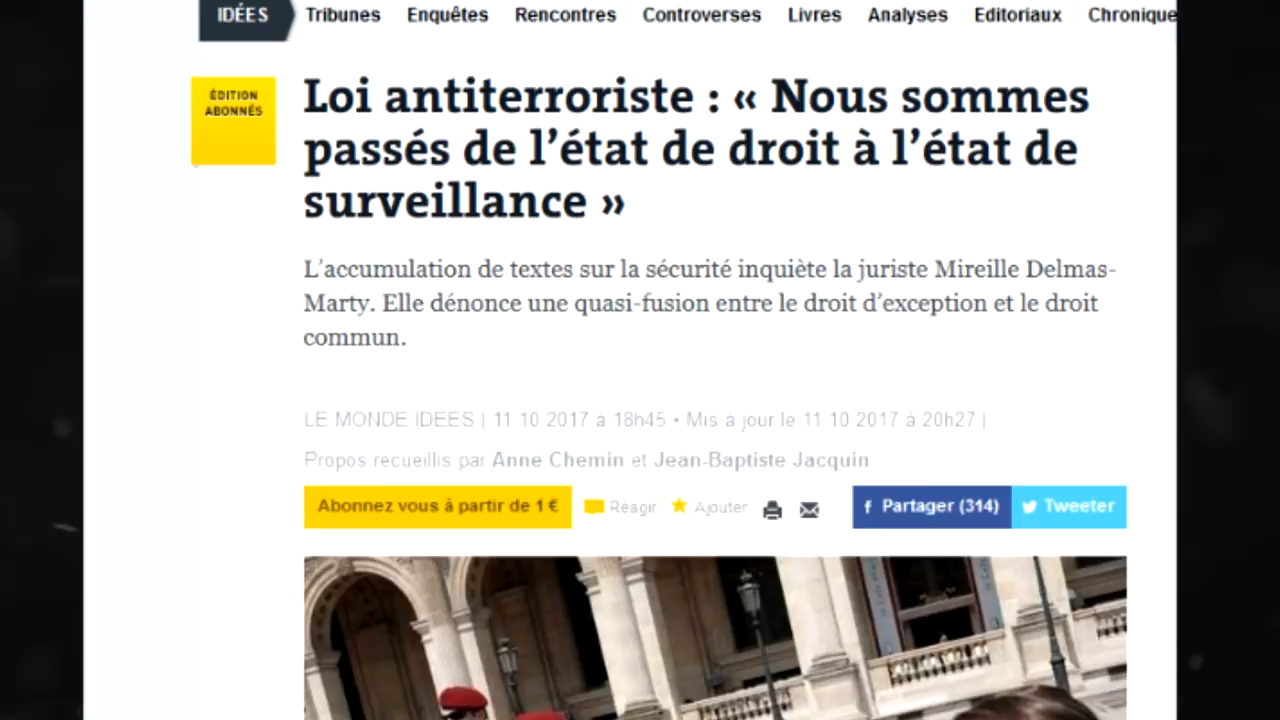 IDÉES Tribunes Enquêtes Rencontres Controverses Livres Analyses Editoriaux Chronique
ÉDITION
ABONNÉS
Loi antiterroriste : « Nous sommes
passés de l'état de droit à l'état de
surveillance »
L'accumulation de textes sur la sécurité inquiète la juriste Mireille Delmas-
Marty. Elle dénonce une quasi-fusion entre le droit d'exception et le droit
commun.
LE MONDE IDEES | 11 10 2017 à 18h45 • Mis à jour le 11 10 2017 à 20h27 |
Propos recueillis par Anne Chemin et Jean-Baptiste Jacquin
Abonnez vous à partir de 1 € Réagir Ajouter f Partager (314) Tweeter